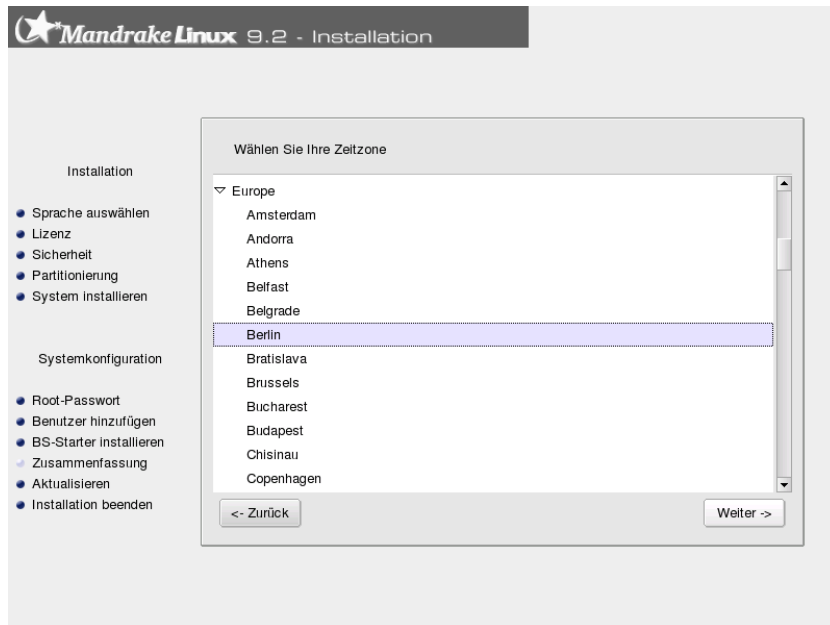 Mandrake Linux 9.2 - Installation
Installation
Sprache auswählen
Lizenz
Sicherheit
Partitionierung
System installieren
Systemkonfiguration
Root-Passwort
Benutzer hinzufügen
BS-Starter installieren
Zusammenfassung
Aktualisieren
Installation beenden
Wählen Sie Ihre Zeitzone
Europe
Amsterdam
Andorra
Athens
Belfast
Belgrade
Berlin
Bratislava
Brussels
Bucharest
Budapest
Chisinau
Copenhagen
<- Zurück
Weiter ->